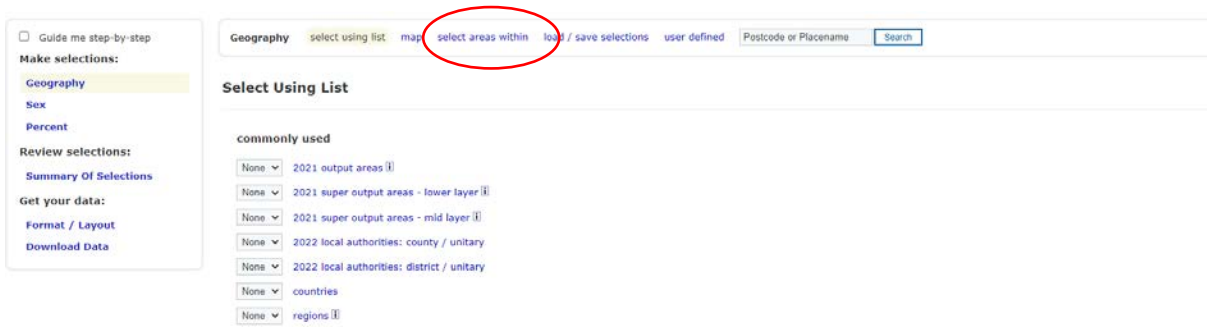 Guide me step-by-step
Make selections:
Geography
Sex
Percent
Review selections:
Summary Of Selections
Get your data:
Format / Layout
Download Data
Geography select using list map select areas within load / save selections user defined Postcode or Placename Search
Select Using List
commonly used
None 2021 output areas i
None 2021 super output areas - lower layer i
None 2021 super output areas - mid layer i
None 2022 local authorities: county / unitary
None 2022 local authorities: district / unitary
None countries
None regions i